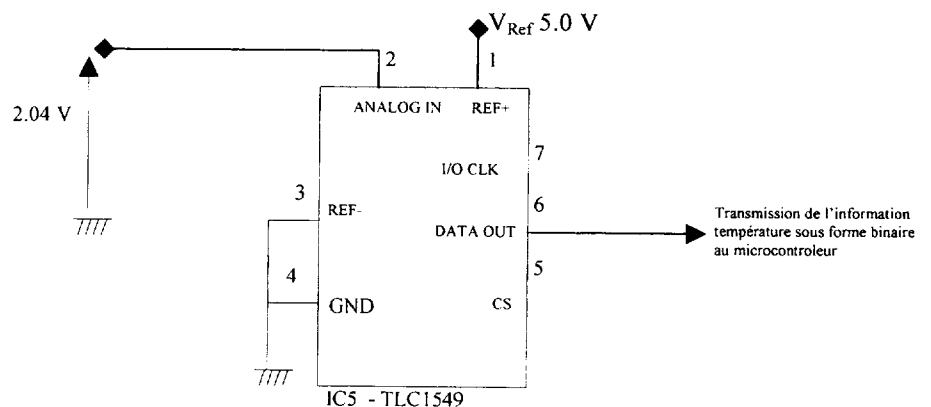 V_Ref 5.0 V
2
1
2.04 V
ANALOG IN
REF+
7
I/O CLK
3
REF-
6
DATA OUT
Transmission de l'information
température sous forme binaire
au microcontroleur
4
5
GND
CS
IC5 - TLC1549